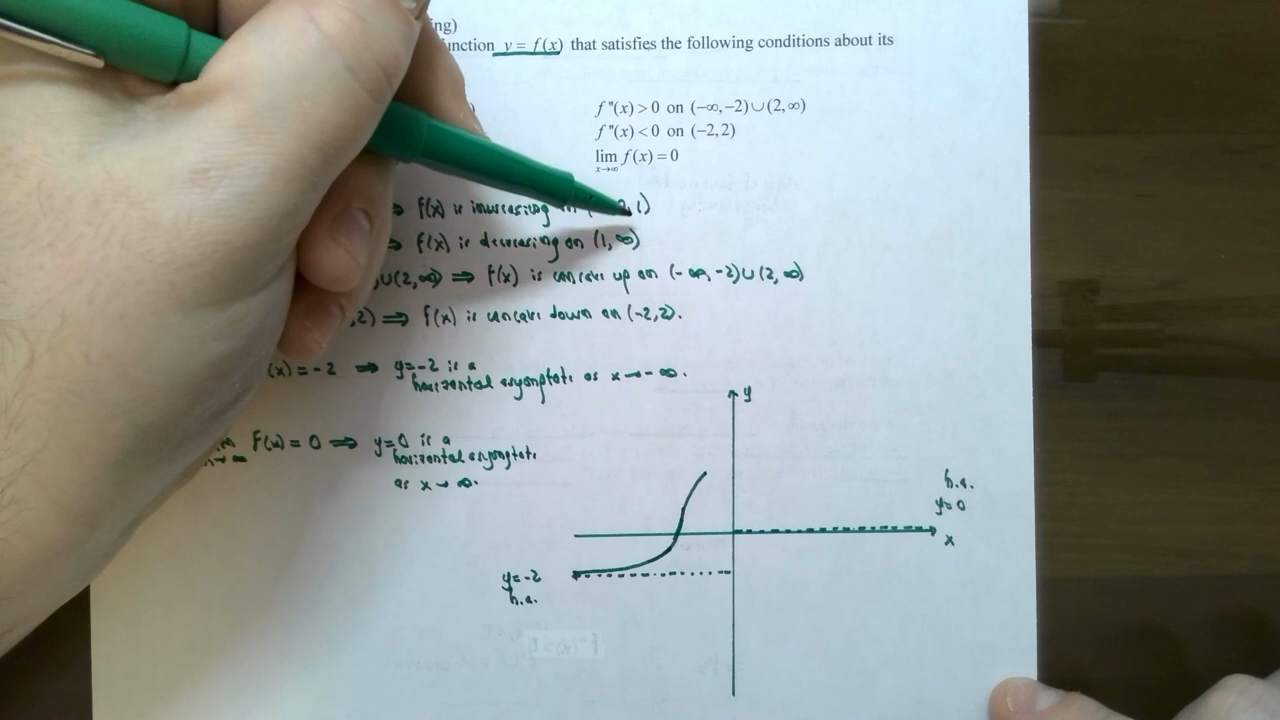 ng)
unction y = f(x) that satisfies the following conditions about its
f"(x) > 0 on (−∞,−2)∪(2,∞)
f"(x) < 0 on (−2,2)
lim f(x) = 0
x→∞
f(x) is increasing on
⇒ f(x) is decreasing on (1, ∞)
∪(2,∞) ⇒ f(x) is concave up on (-∞, -2)∪(2, ∞)
,2) ⇒ f(x) is concave down on (-2,2).
(x) = -2 ⇒ y=-2 is a
horizontal asymptote as x→-∞.
f(x) = 0 ⇒ y=0 is a
horizontal asymptote
as x→∞.
y
h.a.
y=0
x
y=-2
h.a.